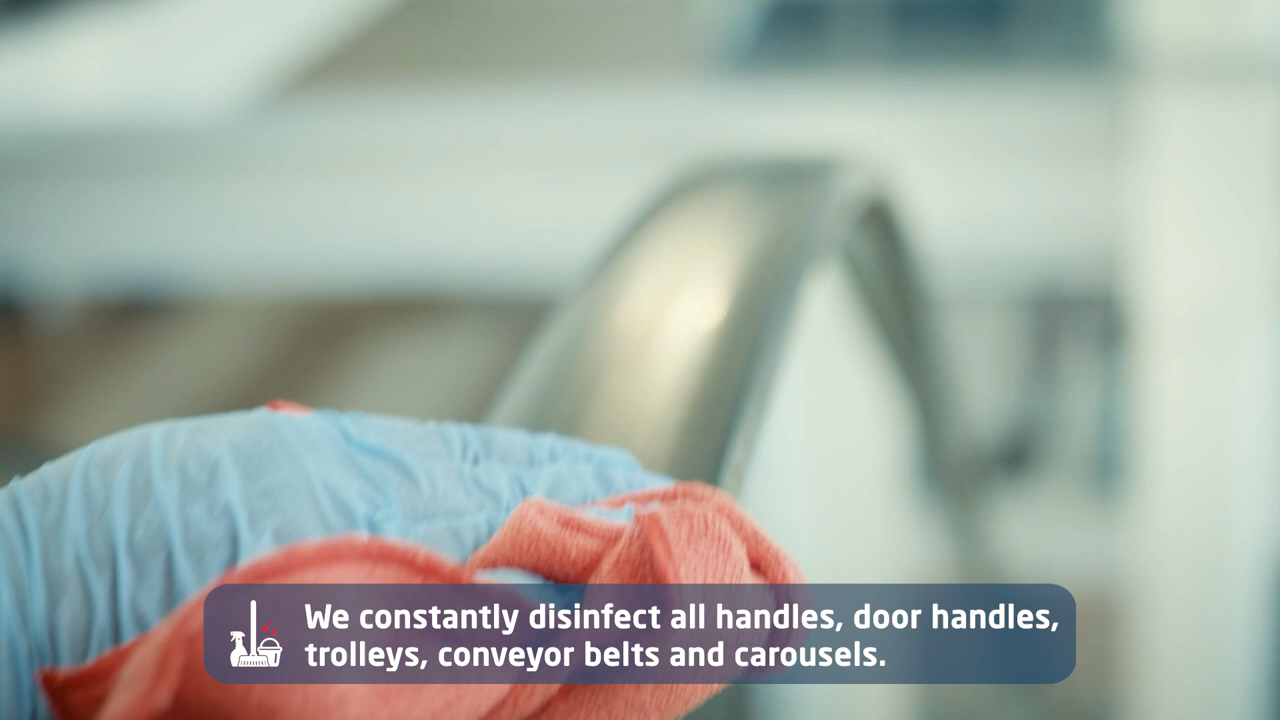 We constantly disinfect all handles, door handles,
trolleys, conveyor belts and carousels.